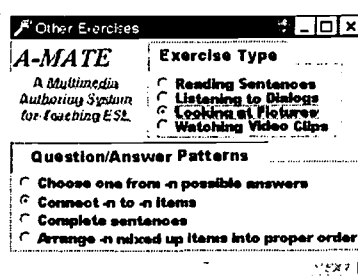 Other Exercises
A-MATE
A Multimedia
Authoring System
for Teaching ESL
Exercise Type
Reading Sentences
Listening to Dialogs
Looking at Pictures
Watching Video Clips
Question/Answer Patterns
Choose one from -n possible answers
Connect -n to -n items
Complete sentences
Arrange -n mixed up items into proper order
NEXT